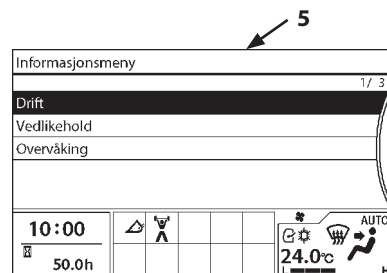 5
Informasjonsmeny
1/ 3
Drift
Vedlikehold
Overvåking
10:00
50.0h
AUTO
24.0℃